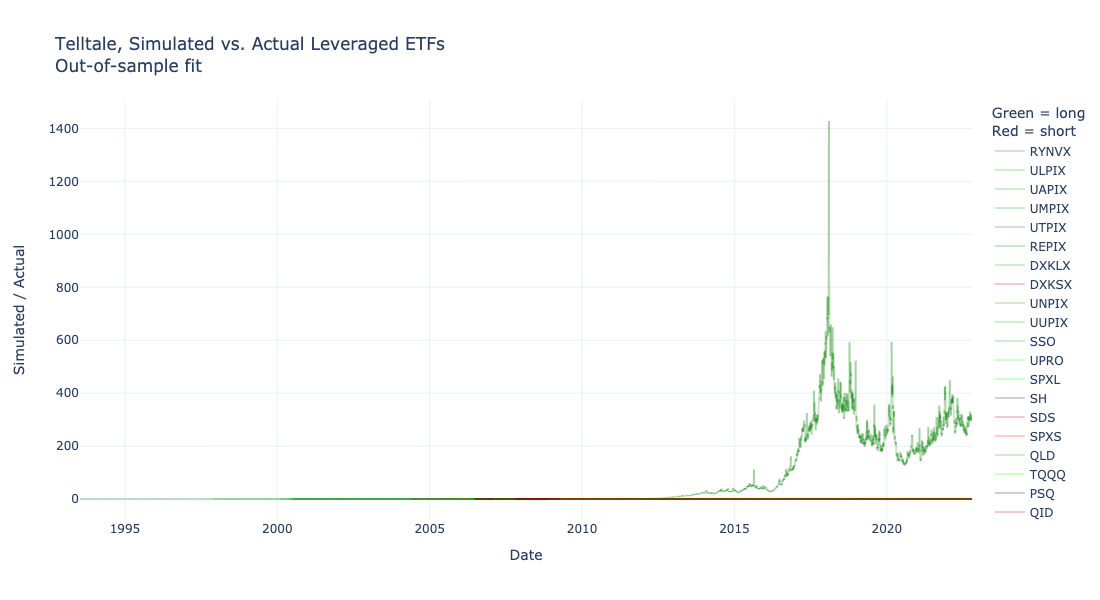 Telltale, Simulated vs. Actual Leveraged ETFs
Out-of-sample fit
Simulated / Actual
1400
1200
1000
800
600
400
200
0
1995
2000
2005
2010
2015
2020
Date
Green = long
Red = short
RYNVX
ULPIX
UAPIX
UMPIX
UTPIX
REPIX
DXKLX
DXKSX
UNPIX
UUPIX
SSO
UPRO
SPXL
SH
SDS
SPXS
QLD
TQQQ
PSQ
QID